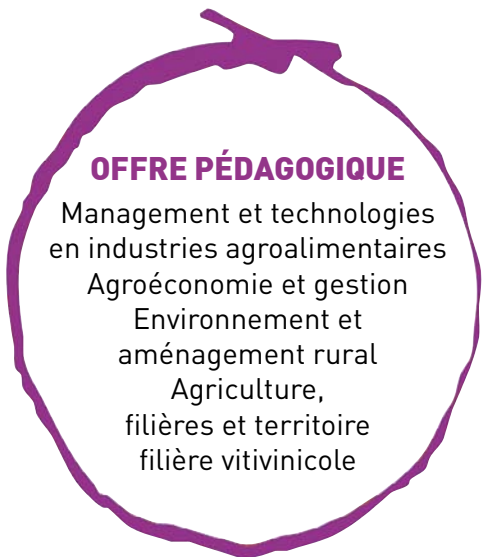 OFFRE PÉDAGOGIQUE
Management et technologies
en industries agroalimentaires
Agroéconomie et gestion
Environnement et
aménagement rural
Agriculture,
filières et territoire
filière vitivinicole